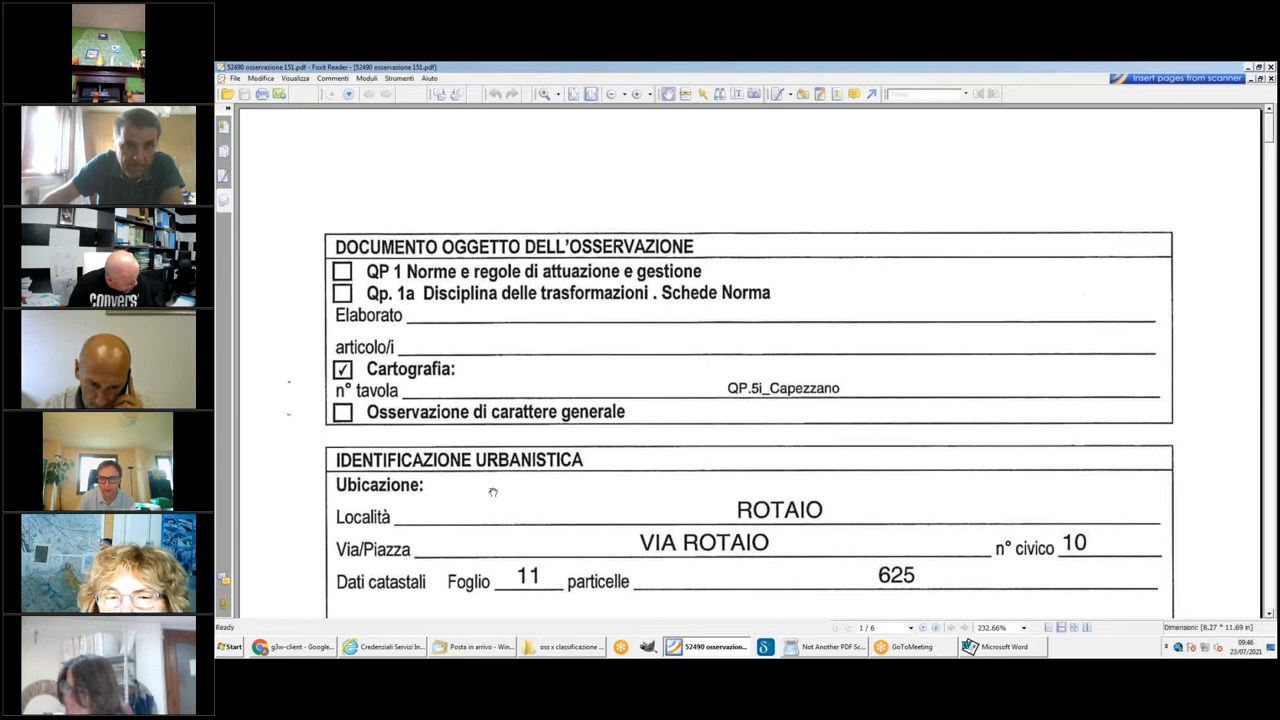 52490 osservazione 151.pdf - Foxit Reader - [52490 osservazione 151.pdf]
File Modifica Visualizza Commenti Moduli Strumenti Aiuto
Insert pages from scanner
Trova
DOCUMENTO OGGETTO DELL'OSSERVAZIONE
QP 1 Norme e regole di attuazione e gestione
Qp. 1a Disciplina delle trasformazioni . Schede Norma
Elaborato
articolo/i
✓ Cartografia:
n° tavola QP.5i_Capezzano
Osservazione di carattere generale
IDENTIFICAZIONE URBANISTICA
Ubicazione:
Località ROTAIO
Via/Piazza VIA ROTAIO n° civico 10
Dati catastali Foglio 11 particelle 625
Ready
1 / 6
232.66%
Dimensioni: [8.27 * 11.69 in]
Start
g3w-client - Google...
Credenziali Servizi In...
Posta in arrivo - Win...
oss x classificazione ...
52490 osservazion...
Not Another PDF Sc...
GoToMeeting
Microsoft Word
09:46
23/07/2021
convers